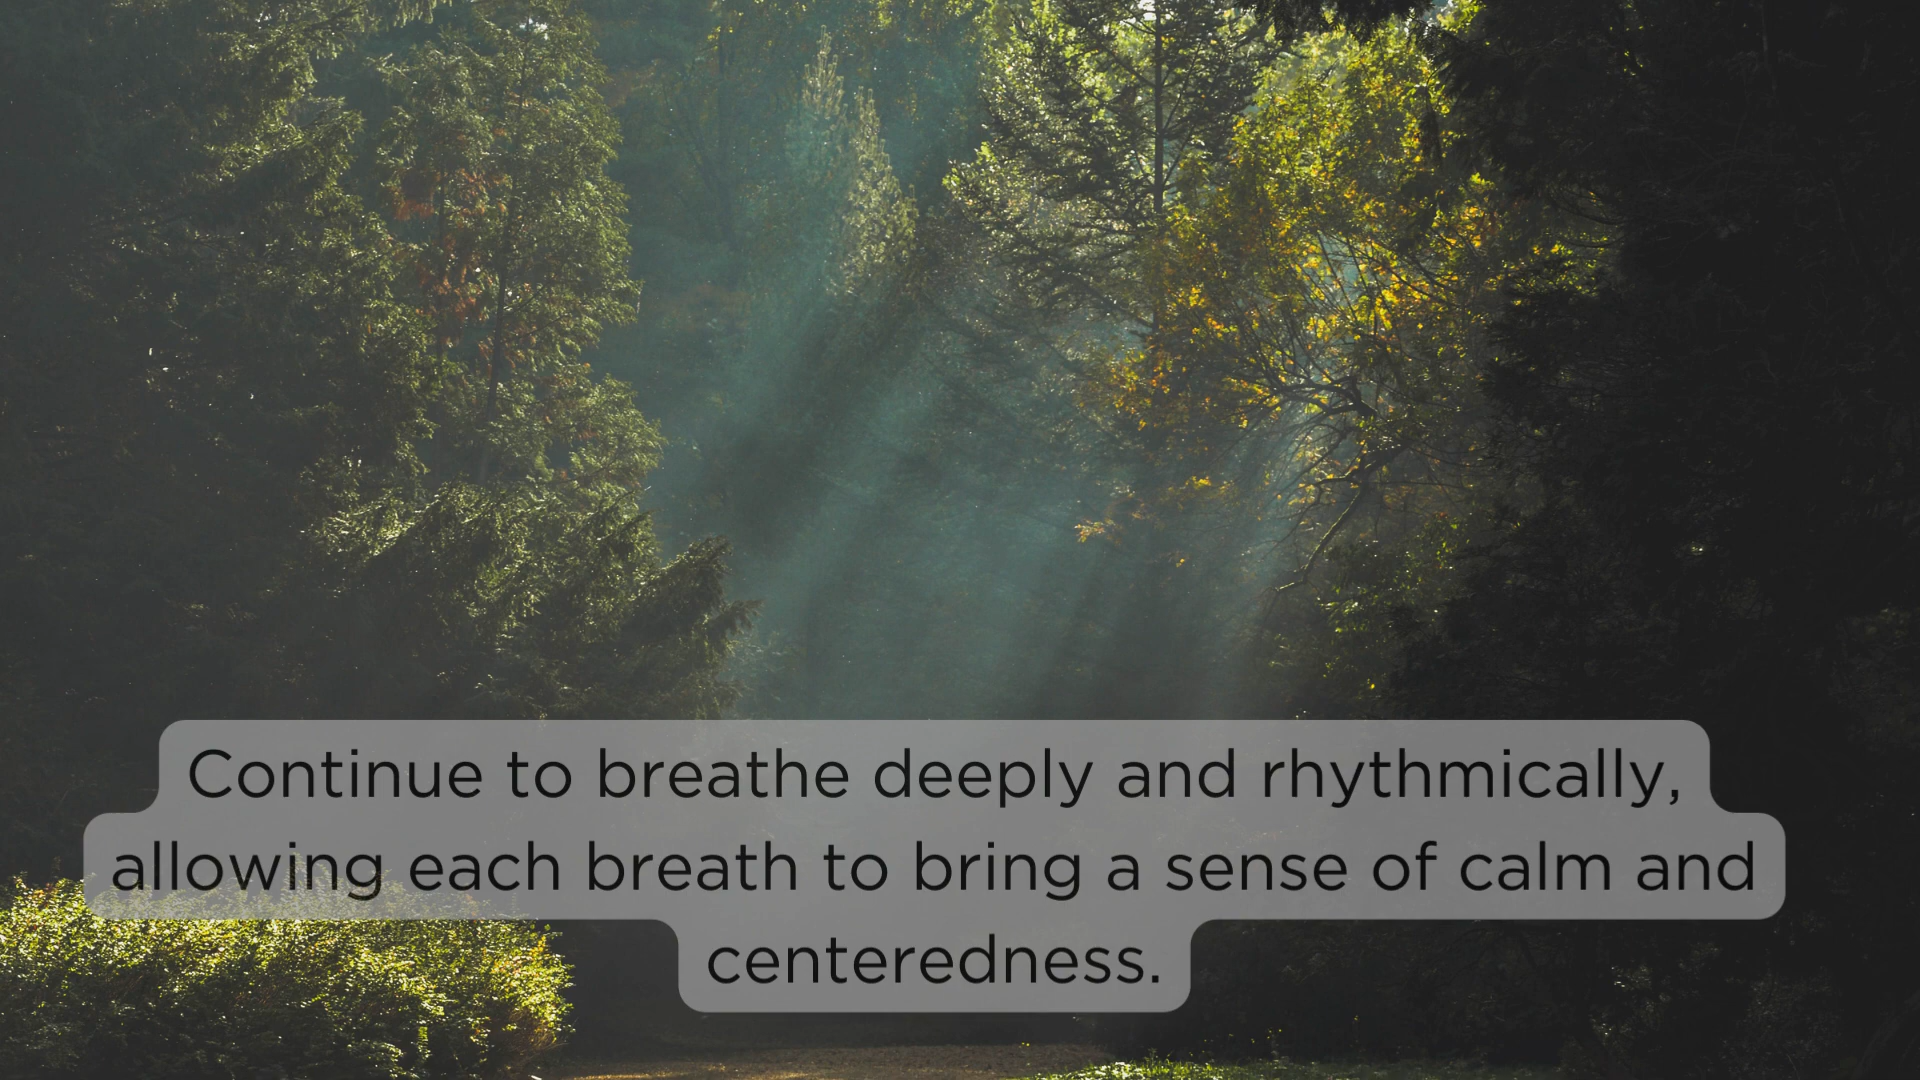 Continue to breathe deeply and rhythmically,
allowing each breath to bring a sense of calm and
centeredness.